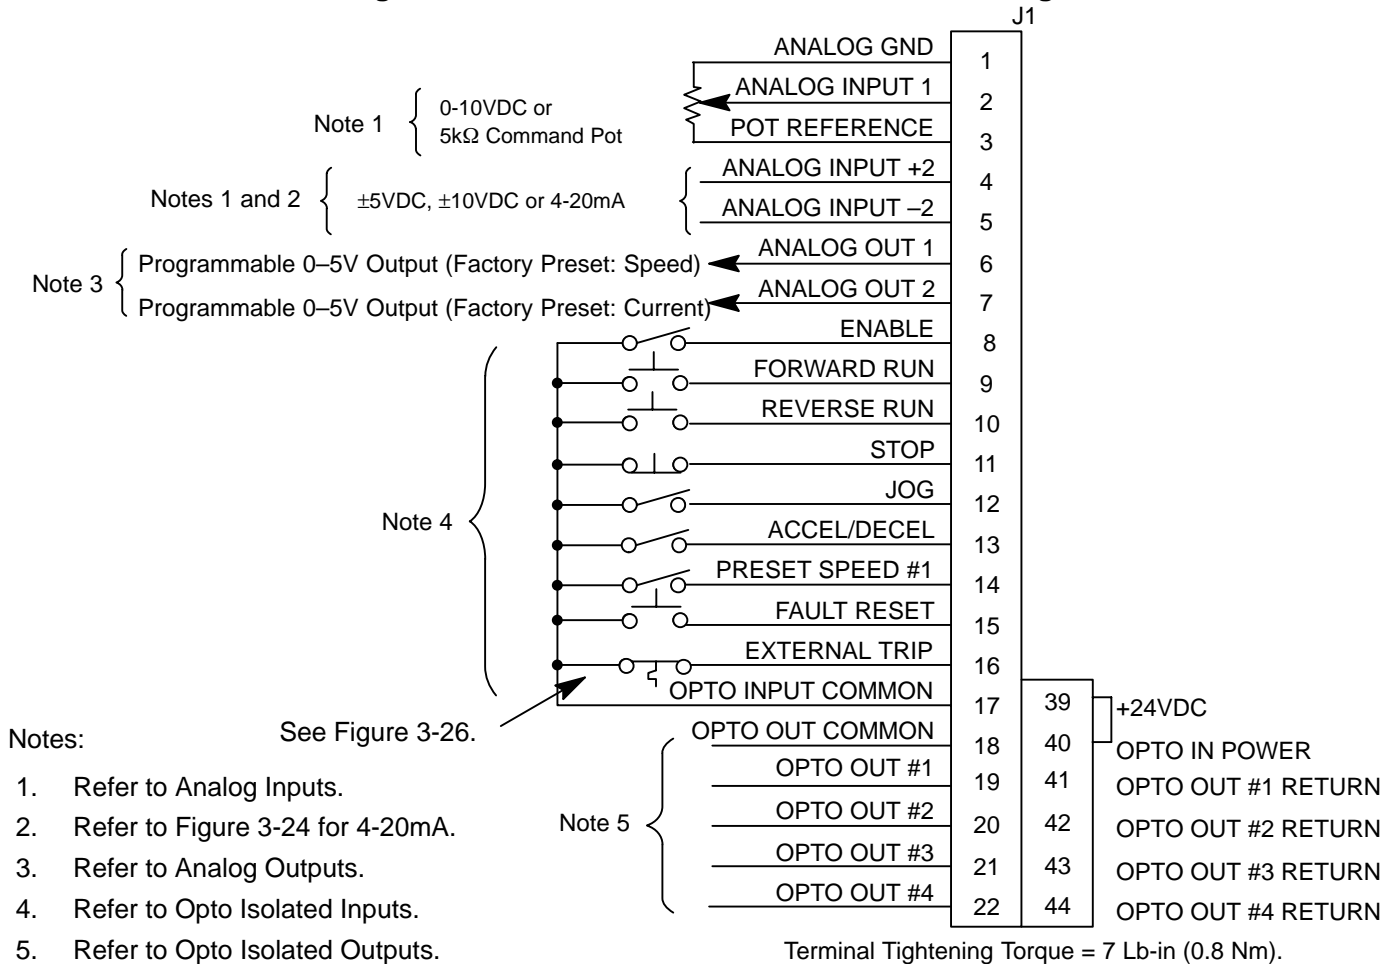 J1
ANALOG GND 1
ANALOG INPUT 1 2
POT REFERENCE 3
Note 1
0-10VDC or
5kΩ Command Pot
ANALOG INPUT +2 4
Notes 1 and 2
±5VDC, ±10VDC or 4-20mA
ANALOG INPUT –2 5
ANALOG OUT 1 6
Note 3
Programmable 0–5V Output (Factory Preset: Speed)
ANALOG OUT 2 7
Programmable 0–5V Output (Factory Preset: Current)
ENABLE 8
FORWARD RUN 9
REVERSE RUN 10
STOP 11
JOG 12
Note 4
ACCEL/DECEL 13
PRESET SPEED #1 14
FAULT RESET 15
EXTERNAL TRIP 16
OPTO INPUT COMMON 17
39 +24VDC
See Figure 3-26.
OPTO OUT COMMON 18
40 OPTO IN POWER
OPTO OUT #1 19
41 OPTO OUT #1 RETURN
Note 5
OPTO OUT #2 20
42 OPTO OUT #2 RETURN
OPTO OUT #3 21
43 OPTO OUT #3 RETURN
OPTO OUT #4 22
44 OPTO OUT #4 RETURN
Notes:
1. Refer to Analog Inputs.
2. Refer to Figure 3-24 for 4-20mA.
3. Refer to Analog Outputs.
4. Refer to Opto Isolated Inputs.
5. Refer to Opto Isolated Outputs.
Terminal Tightening Torque = 7 Lb-in (0.8 Nm).